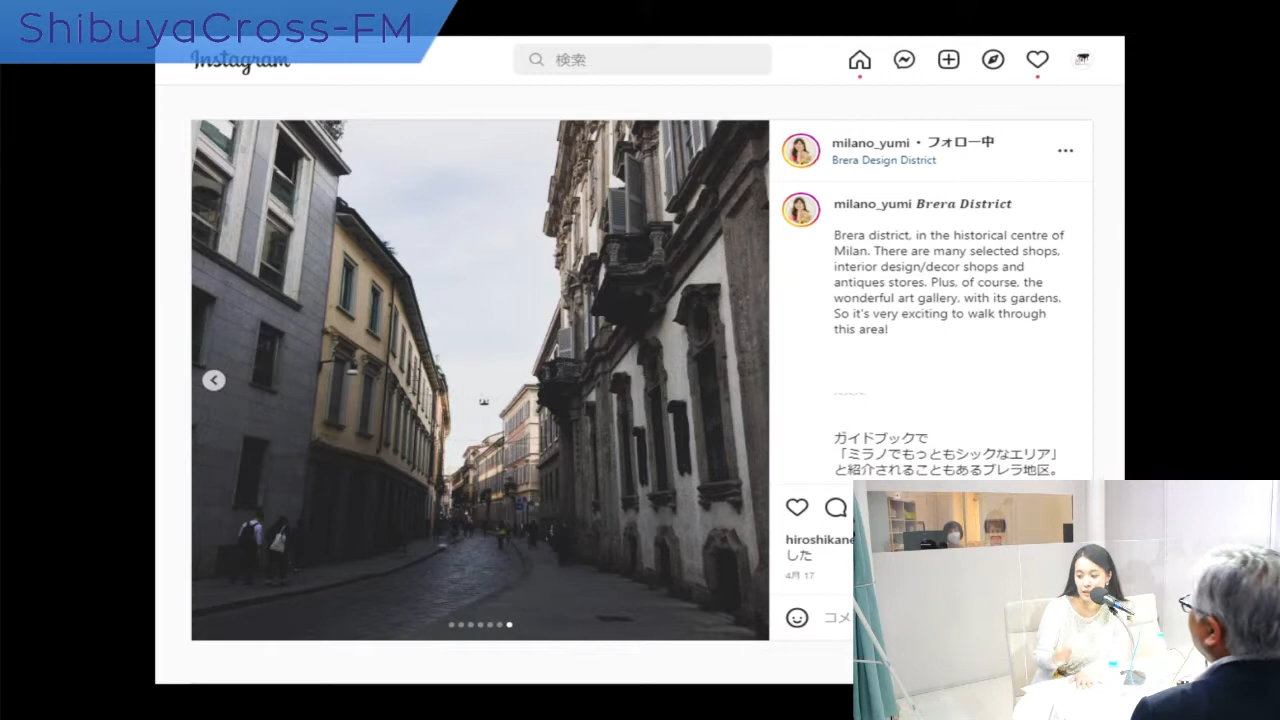 ShibuyaCross-FM
Instagram
検索
milano_yumi • フォロー中
Brera Design District
milano_yumi Brera District
Brera district, in the historical centre of
Milan. There are many selected shops,
interior design/decor shops and
antiques stores. Plus, of course, the
wonderful art gallery, with its gardens.
So it's very exciting to walk through
this area!
ガイドブックで
「ミラノでもっともシックなエリア」
と紹介されることもあるブレラ地区。
hiroshikane
した
4月 17
コメ